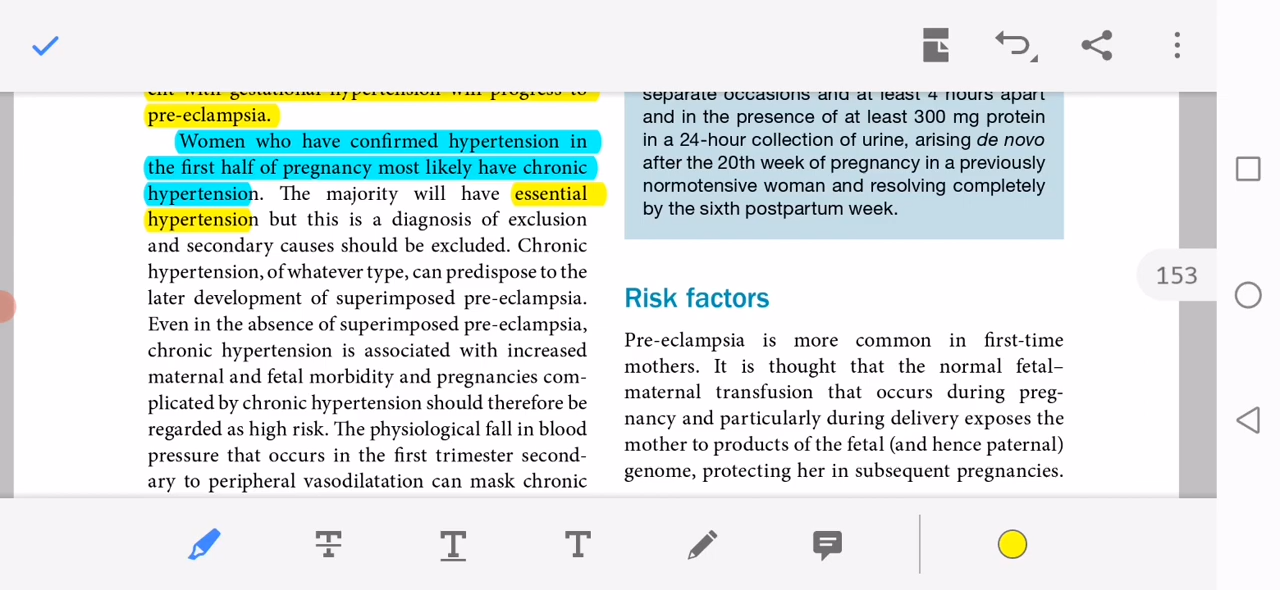 ent with gestational hypertension will progress to
pre-eclampsia.
Women who have confirmed hypertension in
the first half of pregnancy most likely have chronic
hypertension. The majority will have essential
hypertension but this is a diagnosis of exclusion
and secondary causes should be excluded. Chronic
hypertension, of whatever type, can predispose to the
later development of superimposed pre-eclampsia.
Even in the absence of superimposed pre-eclampsia,
chronic hypertension is associated with increased
maternal and fetal morbidity and pregnancies com-
plicated by chronic hypertension should therefore be
regarded as high risk. The physiological fall in blood
pressure that occurs in the first trimester second-
ary to peripheral vasodilatation can mask chronic
separate occasions and at least 4 hours apart
and in the presence of at least 300 mg protein
in a 24-hour collection of urine, arising de novo
after the 20th week of pregnancy in a previously
normotensive woman and resolving completely
by the sixth postpartum week.
Risk factors
Pre-eclampsia is more common in first-time
mothers. It is thought that the normal fetal–
maternal transfusion that occurs during preg-
nancy and particularly during delivery exposes the
mother to products of the fetal (and hence paternal)
genome, protecting her in subsequent pregnancies.
153